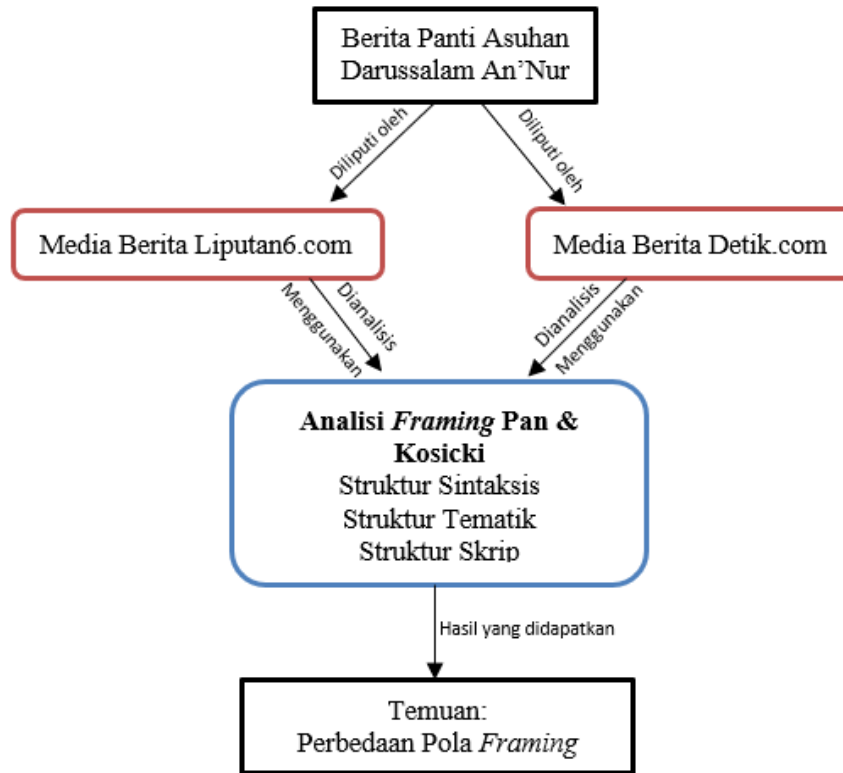 Berita Panti Asuhan
Darussalam An’Nur
Diliputi oleh
Diliputi oleh
Media Berita Liputan6.com
Media Berita Detik.com
Menggunakan
Dianalisis
Dianalisis
Menggunakan
Analisi Framing Pan &
Kosicki
Struktur Sintaksis
Struktur Tematik
Struktur Skrip
Hasil yang didapatkan
Temuan:
Perbedaan Pola Framing